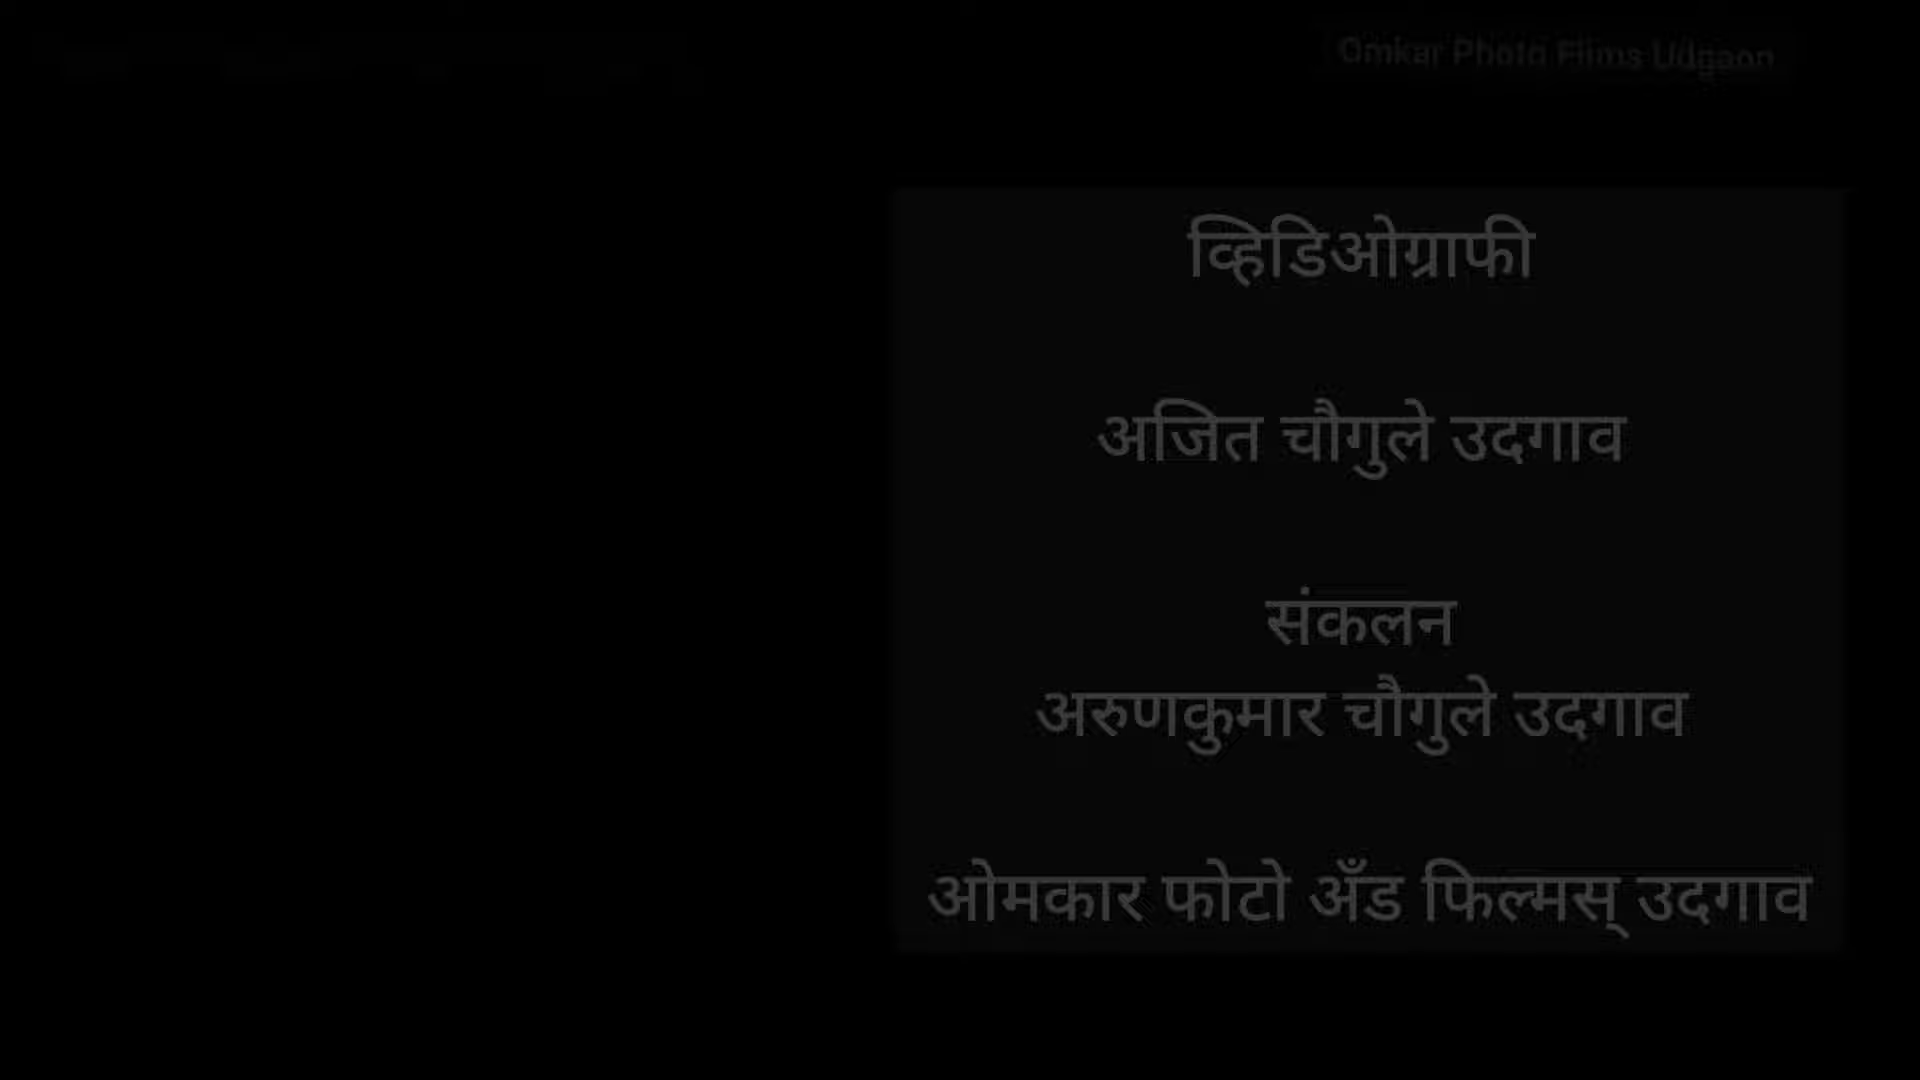 Omkar Photo Films Udgaon
व्हिडिओग्राफी
अजित चौगुले उदगाव
संकलन
अरुणकुमार चौगुले उदगाव
ओमकार फोटो अँड फिल्मस् उदगाव